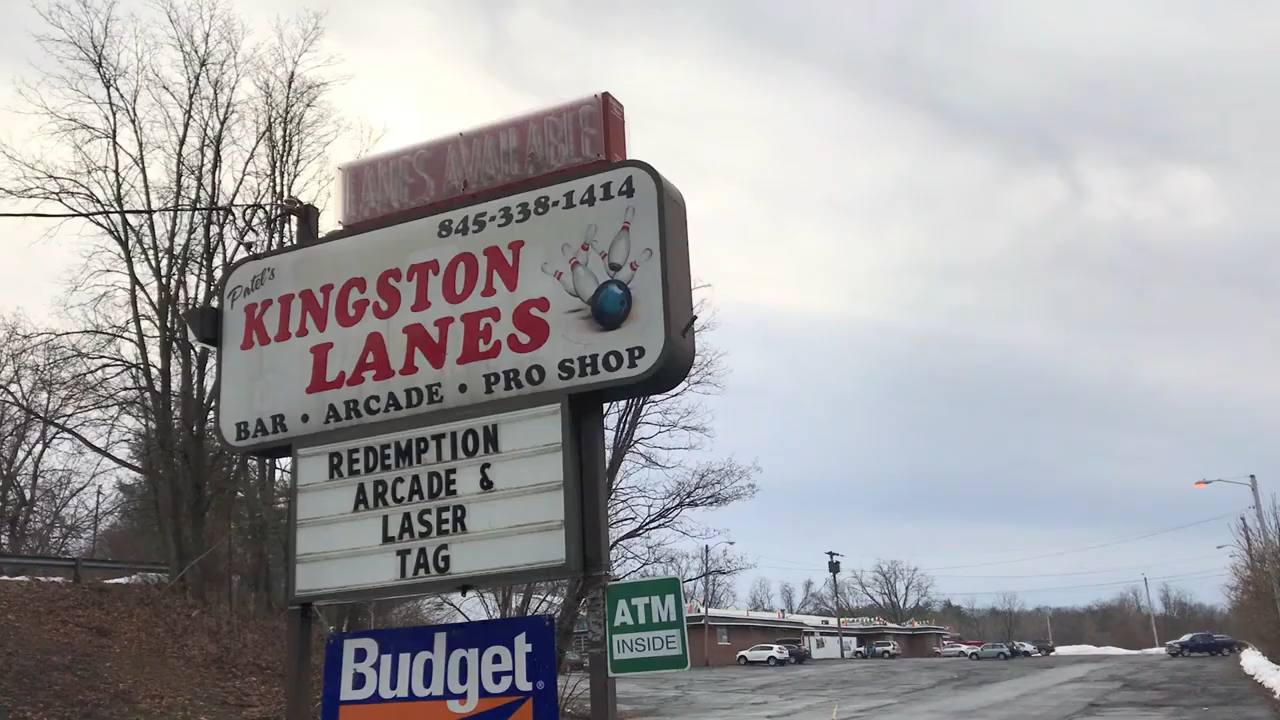 LANES AVAILABLE
845-338-1414
Patel's
KINGSTON
LANES
BAR • ARCADE • PRO SHOP
REDEMPTION
ARCADE &
LASER
TAG
ATM
INSIDE
Budget®